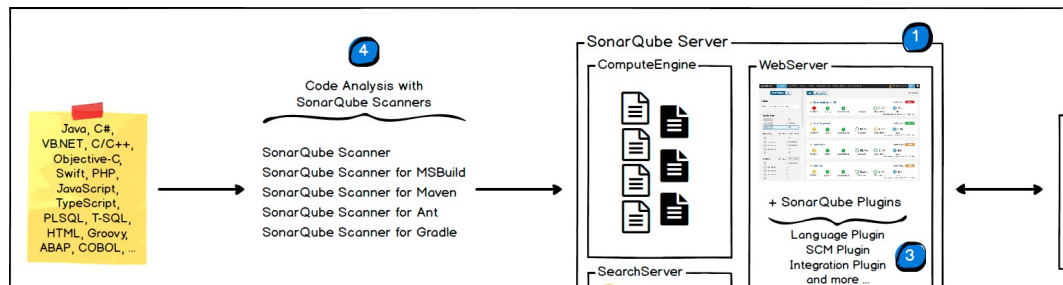 4
Code Analysis with
SonarQube Scanners
Java, C#,
VB.NET, C/C++,
Objective-C,
Swift, PHP,
JavaScript,
TypeScript,
PLSQL, T-SQL,
HTML, Groovy,
ABAP, COBOL, ...
SonarQube Scanner
SonarQube Scanner for MSBuild
SonarQube Scanner for Maven
SonarQube Scanner for Ant
SonarQube Scanner for Gradle
1
SonarQube Server
ComputeEngine
WebServer
+ SonarQube Plugins
Language Plugin
SCM Plugin
Integration Plugin
and more ...
3
SearchServer